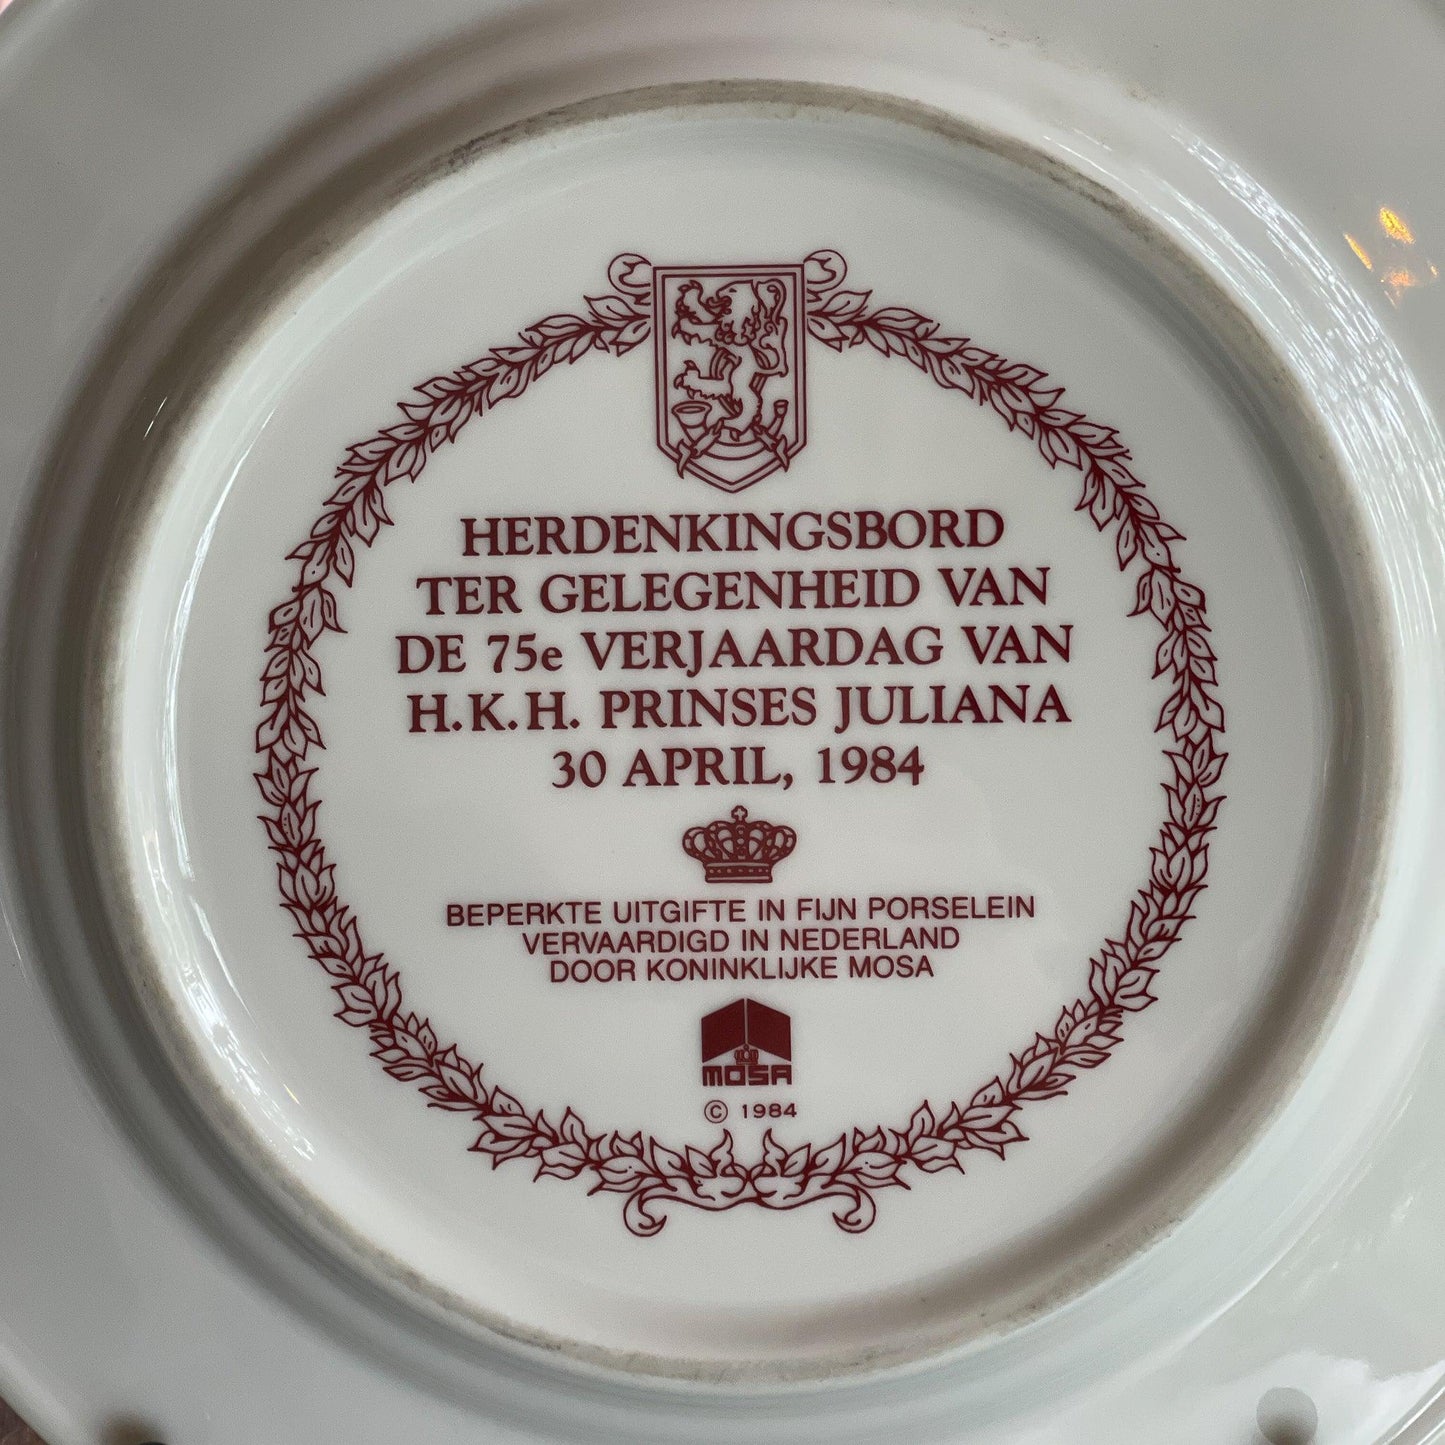 HERDENKINGSBORD
TER GELEGENHEID VAN
DE 75e VERJAARDAG VAN
H.K.H. PRINSES JULIANA
30 APRIL, 1984
BEPERKTE UITGIFTE IN FIJN PORSELEIN
VERVAARDIGD IN NEDERLAND
DOOR KONINKLIJKE MOSA
MOSA
© 1984